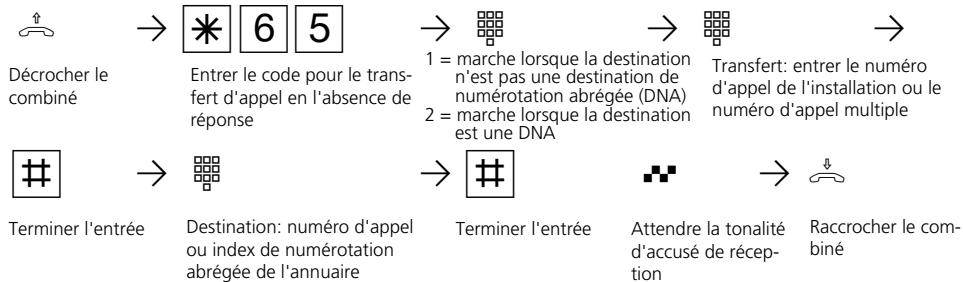 * 6 5
Décrocher le
combiné
Entrer le code pour le trans-
fert d'appel en l'absence de
réponse
1 = marche lorsque la destination
n'est pas une destination de
numérotation abrégée (DNA)
2 = marche lorsque la destination
est une DNA
Transfert: entrer le numéro
d'appel de l'installation ou le
numéro d'appel multiple
#
Terminer l'entrée
Destination: numéro d'appel
ou index de numérotation
abrégée de l'annuaire
#
Terminer l'entrée
Attendre la tonalité
d'accusé de récep-
tion
Raccrocher le com-
biné